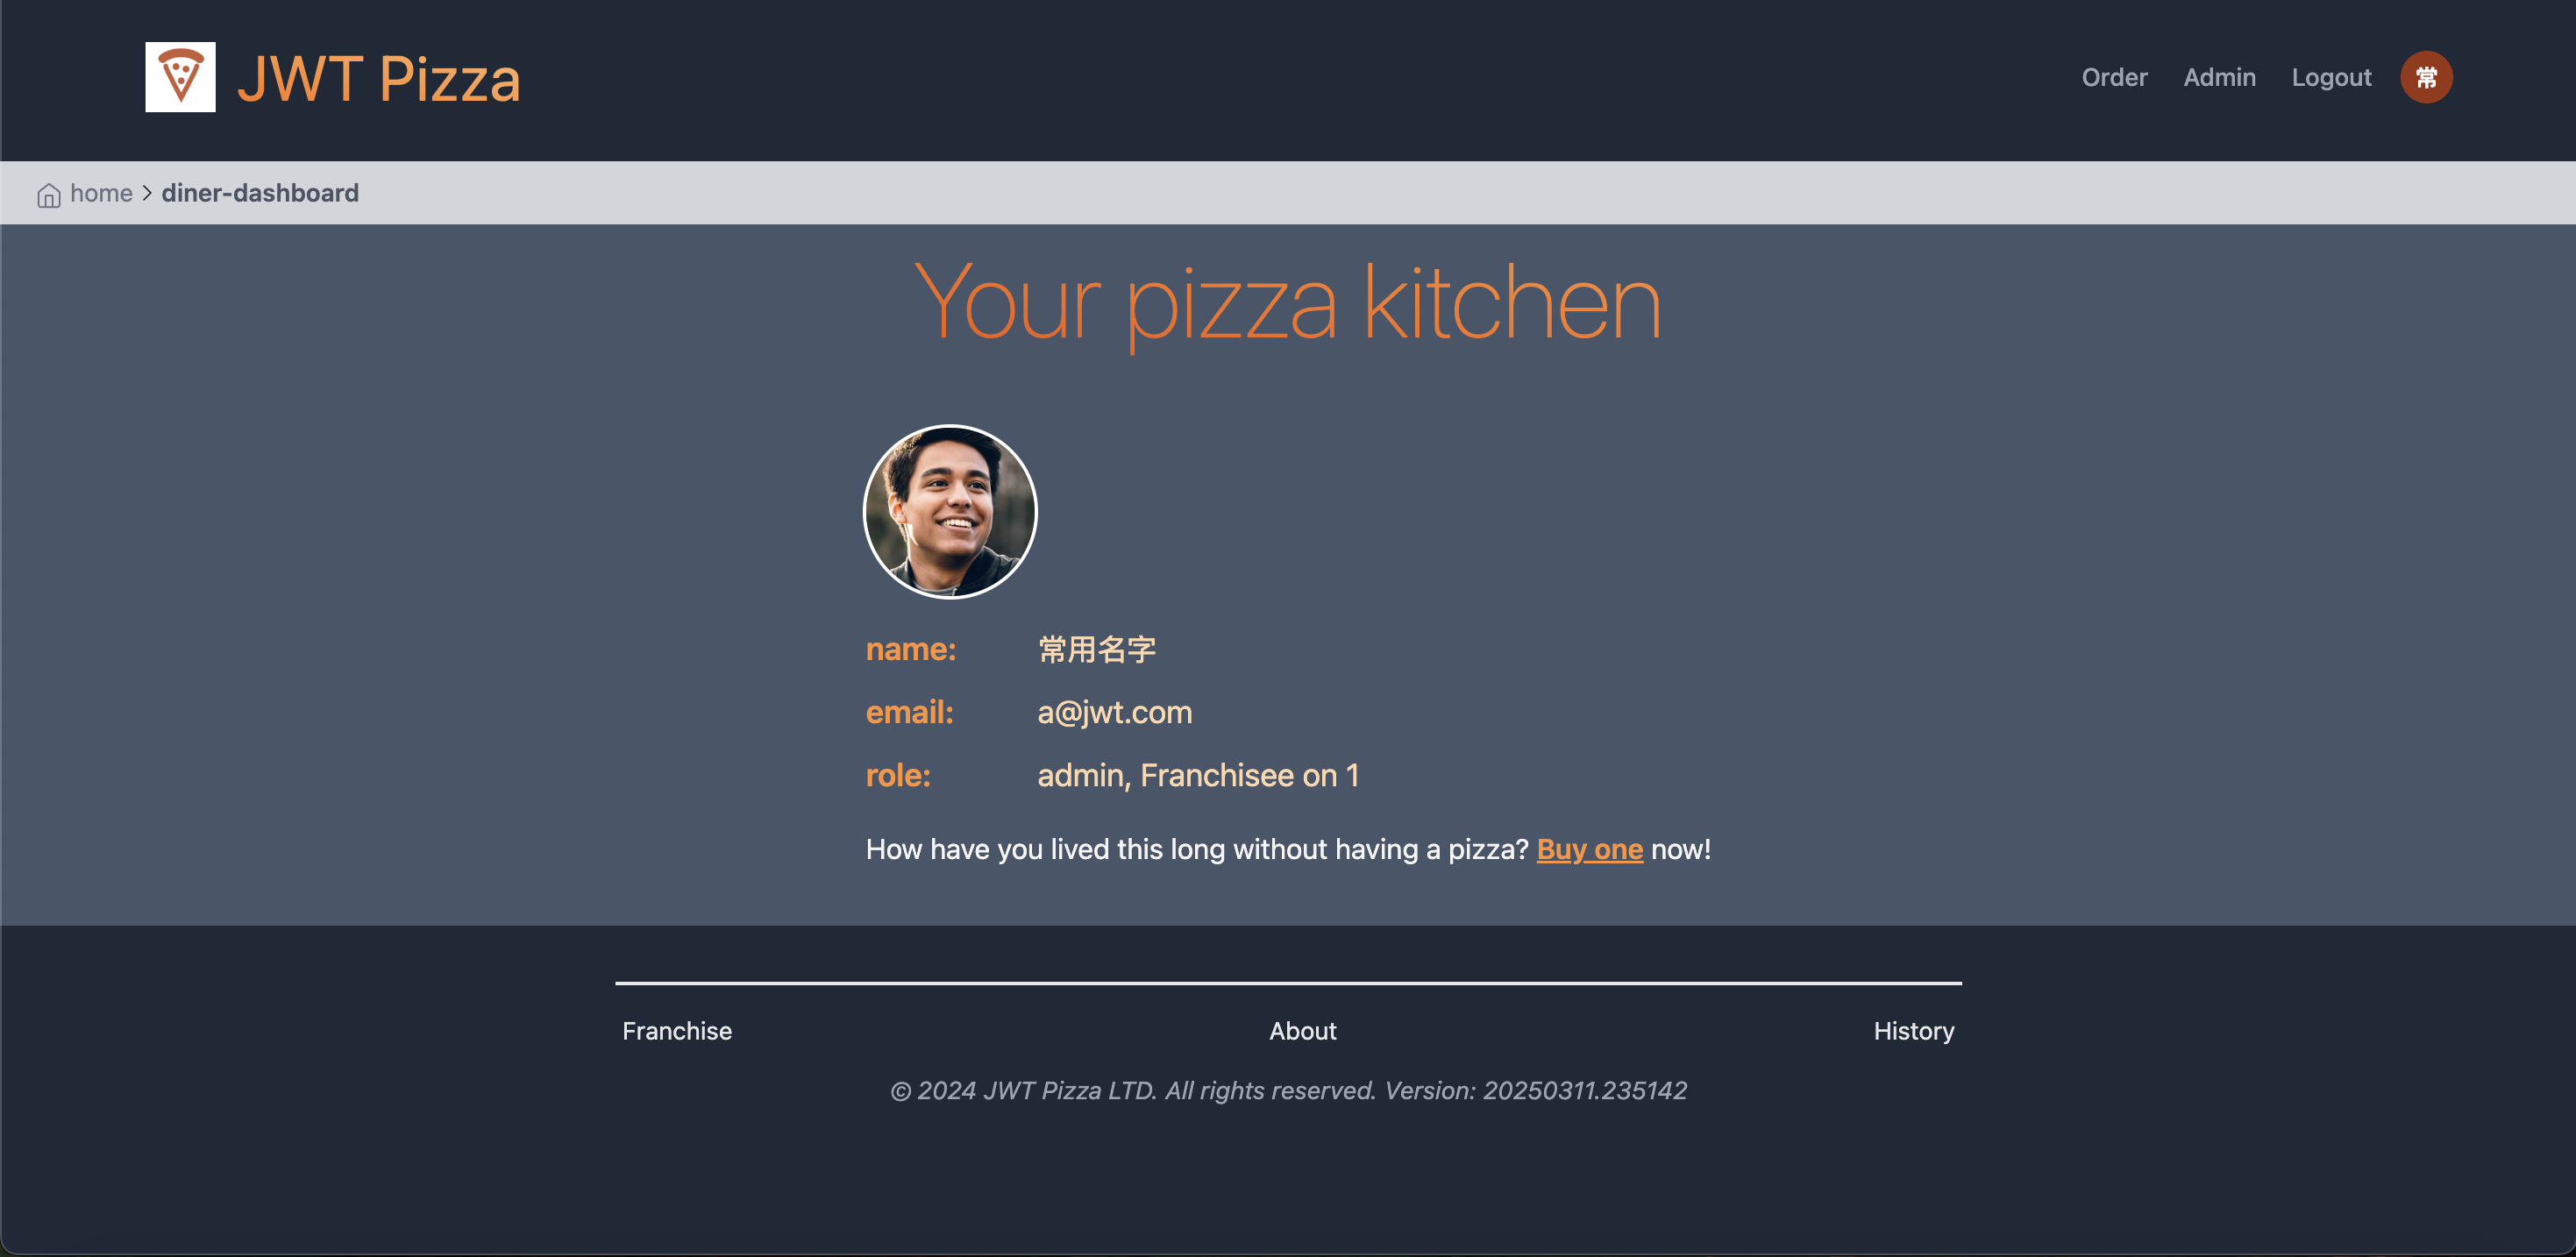 JWT Pizza
Order Admin Logout 常
home > diner-dashboard
Your pizza kitchen
name: 常用名字
email: a@jwt.com
role: admin, Franchisee on 1
How have you lived this long without having a pizza? Buy one now!
Franchise About History
© 2024 JWT Pizza LTD. All rights reserved. Version: 20250311.235142